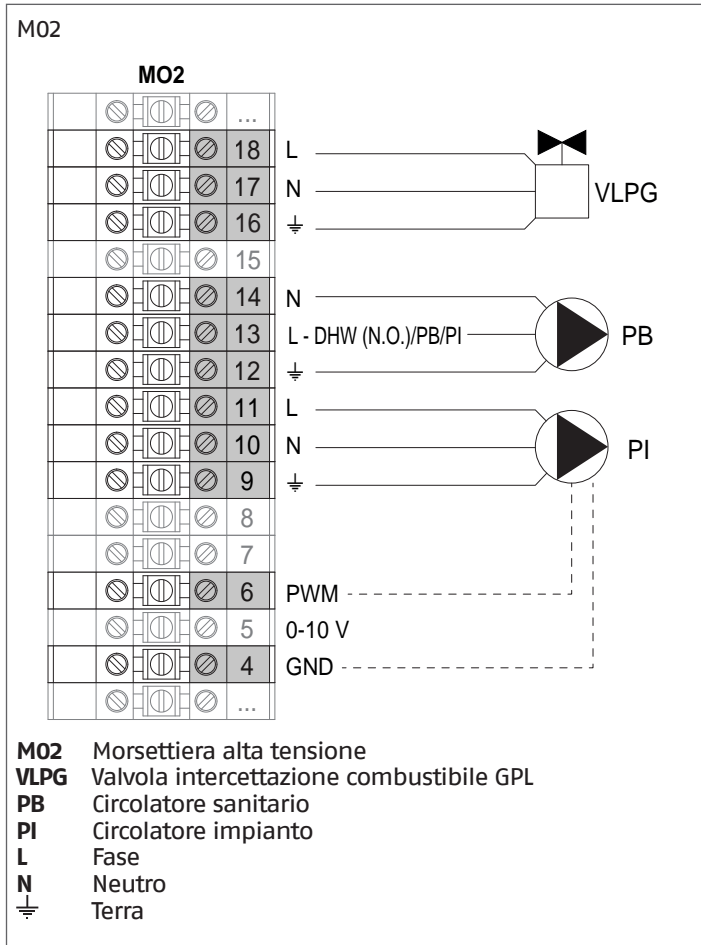 M02
MO2
...
18 L
17 N VLPG
16 ⏚
15
14 N
13 L - DHW (N.O.)/PB/PI PB
12 ⏚
11 L
10 N PI
9 ⏚
8
7
6 PWM
5 0-10 V
4 GND
...
M02 Morsettiera alta tensione
VLPG Valvola intercettazione combustibile GPL
PB Circolatore sanitario
PI Circolatore impianto
L Fase
N Neutro
⏚ Terra